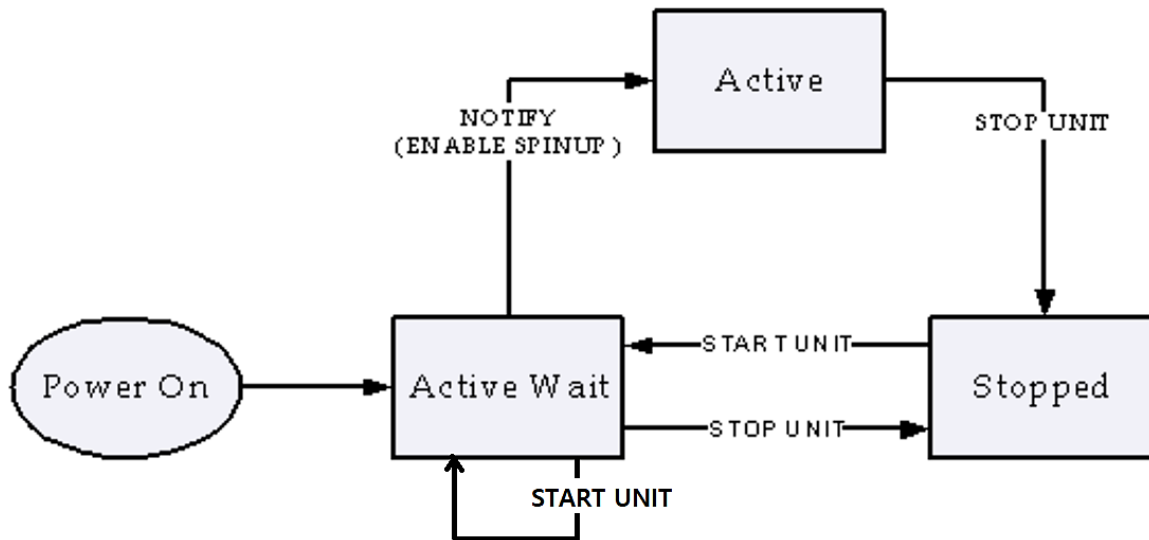 Active
NOTIFY
(ENABLE SPINUP)
STOP UNIT
START UNIT
Power On
Active Wait
Stopped
STOP UNIT
START UNIT